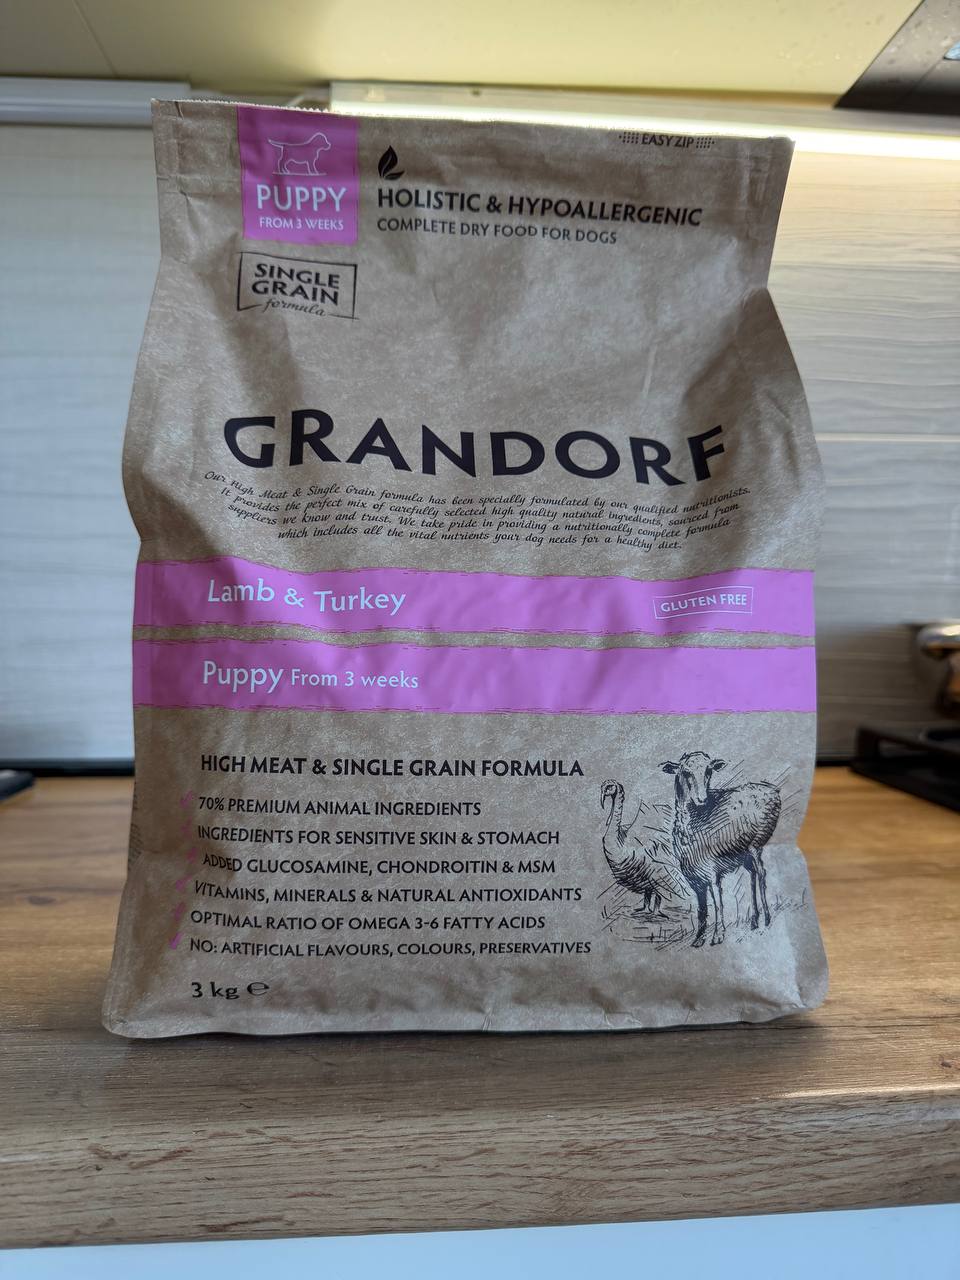 EASY ZIP
PUPPY
FROM 3 WEEKS
HOLISTIC & HYPOALLERGENIC
COMPLETE DRY FOOD FOR DOGS
SINGLE
GRAIN
formula
GRANDORF
Our High Meat & Single Grain formula has been specially formulated by our qualified nutritionists.
It provides the perfect mix of carefully selected high quality natural ingredients, sourced from
suppliers we know and trust. We take pride in providing a nutritionally complete formula
which includes all the vital nutrients your dog needs for a healthy diet.
Lamb & Turkey
GLUTEN FREE
Puppy From 3 weeks
HIGH MEAT & SINGLE GRAIN FORMULA
70% PREMIUM ANIMAL INGREDIENTS
INGREDIENTS FOR SENSITIVE SKIN & STOMACH
ADDED GLUCOSAMINE, CHONDROITIN & MSM
VITAMINS, MINERALS & NATURAL ANTIOXIDANTS
OPTIMAL RATIO OF OMEGA 3-6 FATTY ACIDS
NO: ARTIFICIAL FLAVOURS, COLOURS, PRESERVATIVES
3 kg ℮